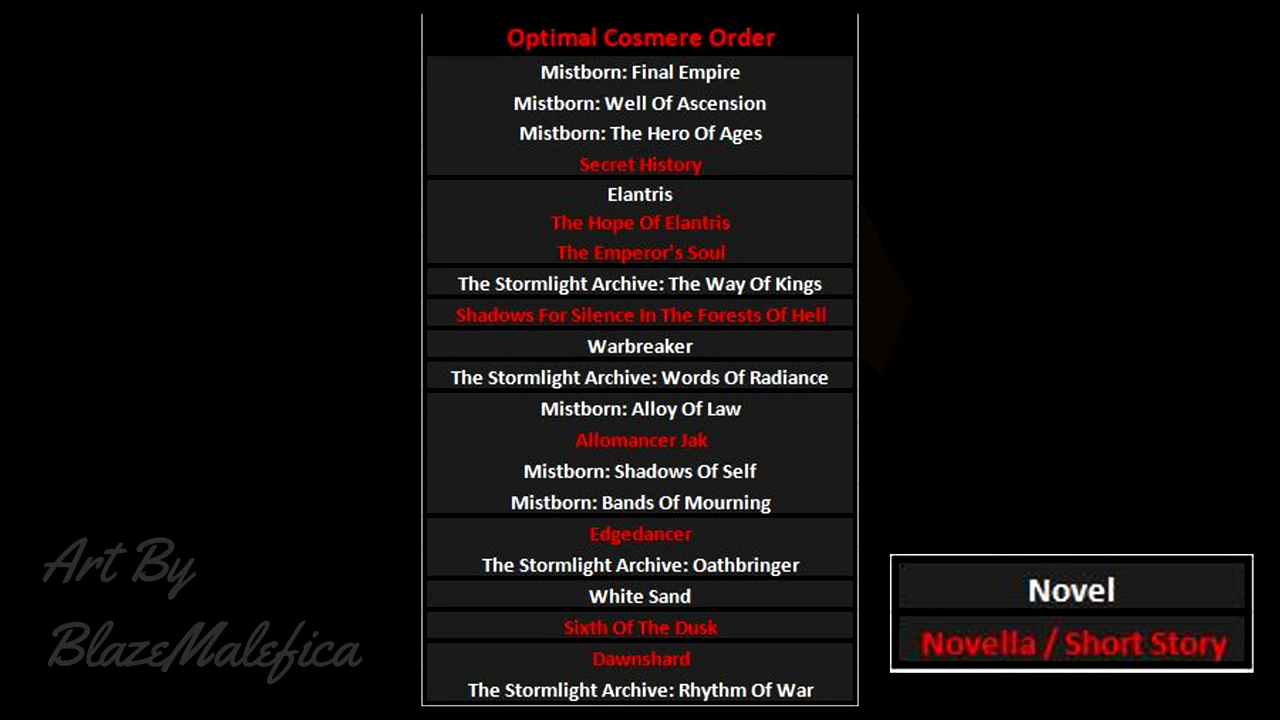 Optimal Cosmere Order
Mistborn: Final Empire
Mistborn: Well Of Ascension
Mistborn: The Hero Of Ages
Secret History
Elantris
The Hope Of Elantris
The Emperor's Soul
The Stormlight Archive: The Way Of Kings
Shadows For Silence In The Forests Of Hell
Warbreaker
The Stormlight Archive: Words Of Radiance
Mistborn: Alloy Of Law
Allomancer Jak
Mistborn: Shadows Of Self
Mistborn: Bands Of Mourning
Edgedancer
The Stormlight Archive: Oathbringer
White Sand
Sixth Of The Dusk
Dawnshard
The Stormlight Archive: Rhythm Of War
Novel
Novella / Short Story
Art By
BlazeMalefica